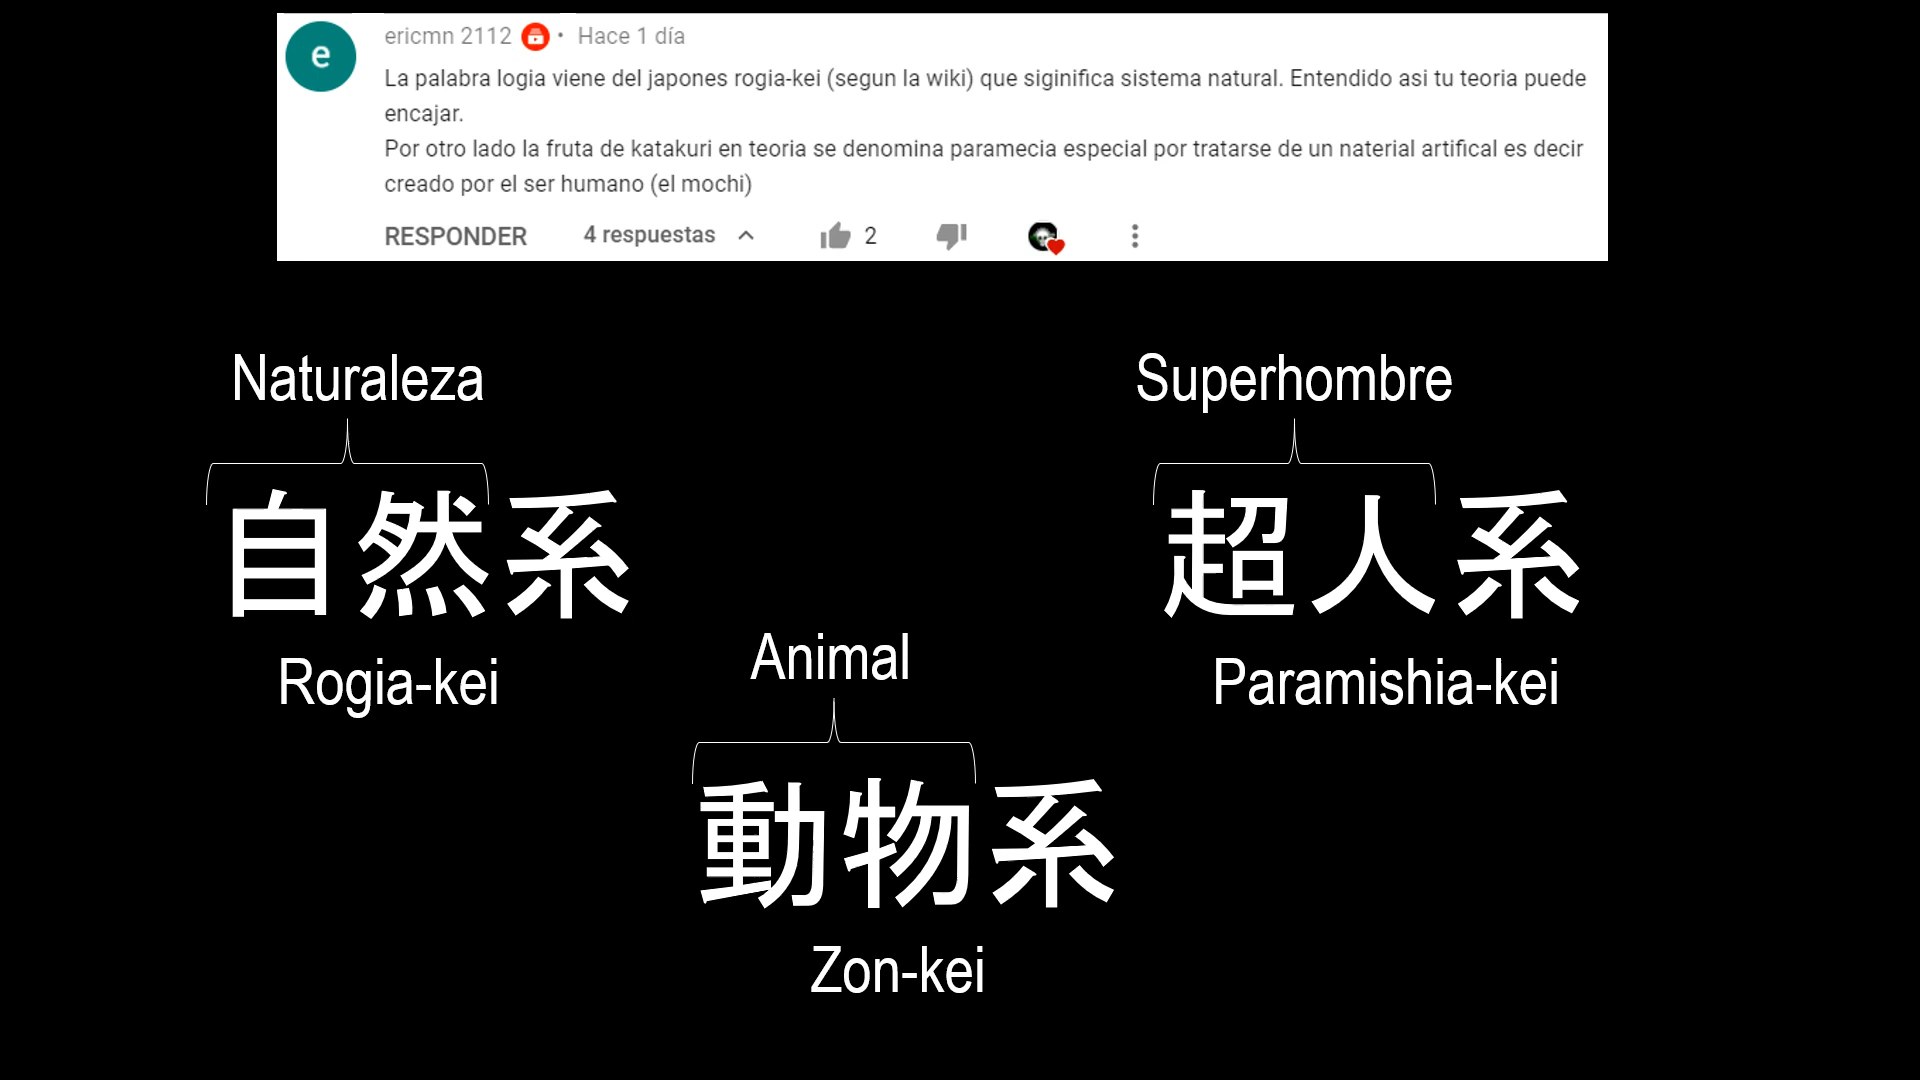 e
ericmn 2112 • Hace 1 día
La palabra logia viene del japones rogia-kei (segun la wiki) que siginifica sistema natural. Entendido asi tu teoria puede
encajar.
Por otro lado la fruta de katakuri en teoria se denomina paramecia especial por tratarse de un naterial artifical es decir
creado por el ser humano (el mochi)
RESPONDER 4 respuestas 2
Naturaleza
自然系
Rogia-kei
Superhombre
超人系
Paramishia-kei
Animal
動物系
Zon-kei